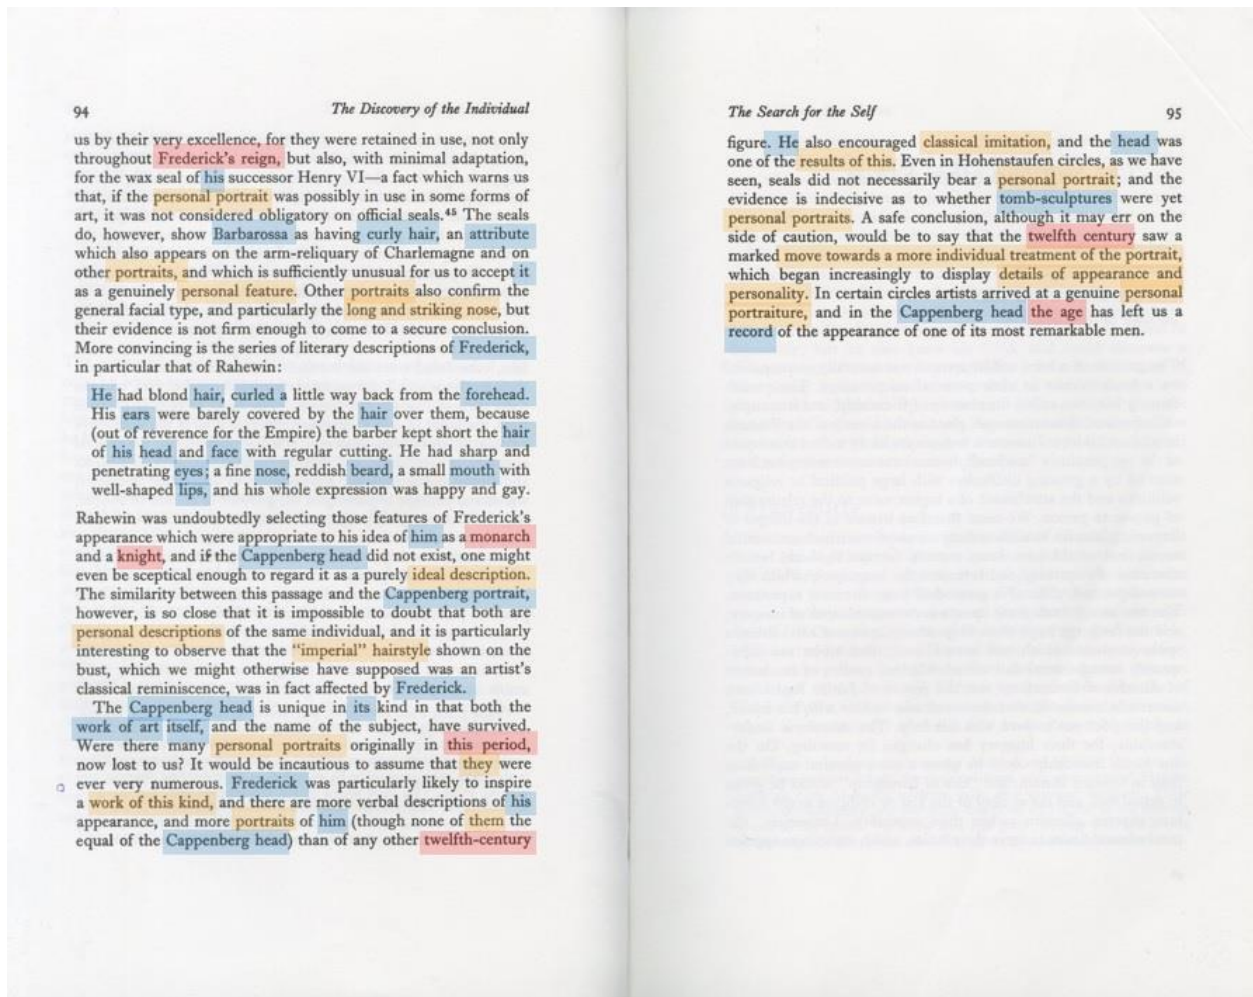 94 The Discovery of the Individual
us by their very excellence, for they were retained in use, not only
throughout Frederick's reign, but also, with minimal adaptation,
for the wax seal of his successor Henry VI—a fact which warns us
that, if the personal portrait was possibly in use in some forms of
art, it was not considered obligatory on official seals.⁴⁵ The seals
do, however, show Barbarossa as having curly hair, an attribute
which also appears on the arm-reliquary of Charlemagne and on
other portraits, and which is sufficiently unusual for us to accept it
as a genuinely personal feature. Other portraits also confirm the
general facial type, and particularly the long and striking nose, but
their evidence is not firm enough to come to a secure conclusion.
More convincing is the series of literary descriptions of Frederick,
in particular that of Rahewin:
He had blond hair, curled a little way back from the forehead.
His ears were barely covered by the hair over them, because
(out of reverence for the Empire) the barber kept short the hair
of his head and face with regular cutting. He had sharp and
penetrating eyes; a fine nose, reddish beard, a small mouth with
well-shaped lips, and his whole expression was happy and gay.
Rahewin was undoubtedly selecting those features of Frederick's
appearance which were appropriate to his idea of him as a monarch
and a knight, and if the Cappenberg head did not exist, one might
even be sceptical enough to regard it as a purely ideal description.
The similarity between this passage and the Cappenberg portrait,
however, is so close that it is impossible to doubt that both are
personal descriptions of the same individual, and it is particularly
interesting to observe that the "imperial" hairstyle shown on the
bust, which we might otherwise have supposed was an artist's
classical reminiscence, was in fact affected by Frederick.
The Cappenberg head is unique in its kind in that both the
work of art itself, and the name of the subject, have survived.
Were there many personal portraits originally in this period,
now lost to us? It would be incautious to assume that they were
ever very numerous. Frederick was particularly likely to inspire
a work of this kind, and there are more verbal descriptions of his
appearance, and more portraits of him (though none of them the
equal of the Cappenberg head) than of any other twelfth-century
The Search for the Self 95
figure. He also encouraged classical imitation, and the head was
one of the results of this. Even in Hohenstaufen circles, as we have
seen, seals did not necessarily bear a personal portrait; and the
evidence is indecisive as to whether tomb-sculptures were yet
personal portraits. A safe conclusion, although it may err on the
side of caution, would be to say that the twelfth century saw a
marked move towards a more individual treatment of the portrait,
which began increasingly to display details of appearance and
personality. In certain circles artists arrived at a genuine personal
portraiture, and in the Cappenberg head the age has left us a
record of the appearance of one of its most remarkable men.